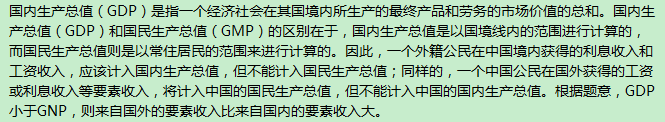 国内生产总值（GDP）是指一个经济社会在其国境内所生产的最终产品和劳务的市场价值的总和。国内生
产总值（GDP）和国民生产总值（GMP）的区别在于，国内生产总值是以国境线内的范围进行计算的，
而国民生产总值则是以常住居民的范围来进行计算的。因此，一个外籍公民在中国境内获得的利息收入和
工资收入，应该计入国内生产总值，但不能计入国民生产总值；同样的，一个中国公民在国外获得的工资
或利息收入等要素收入，将计入中国的国民生产总值，但不能计入中国的国内生产总值。根据题意，GDP
小于GNP，则来自国外的要素收入比来自国内的要素收入大。